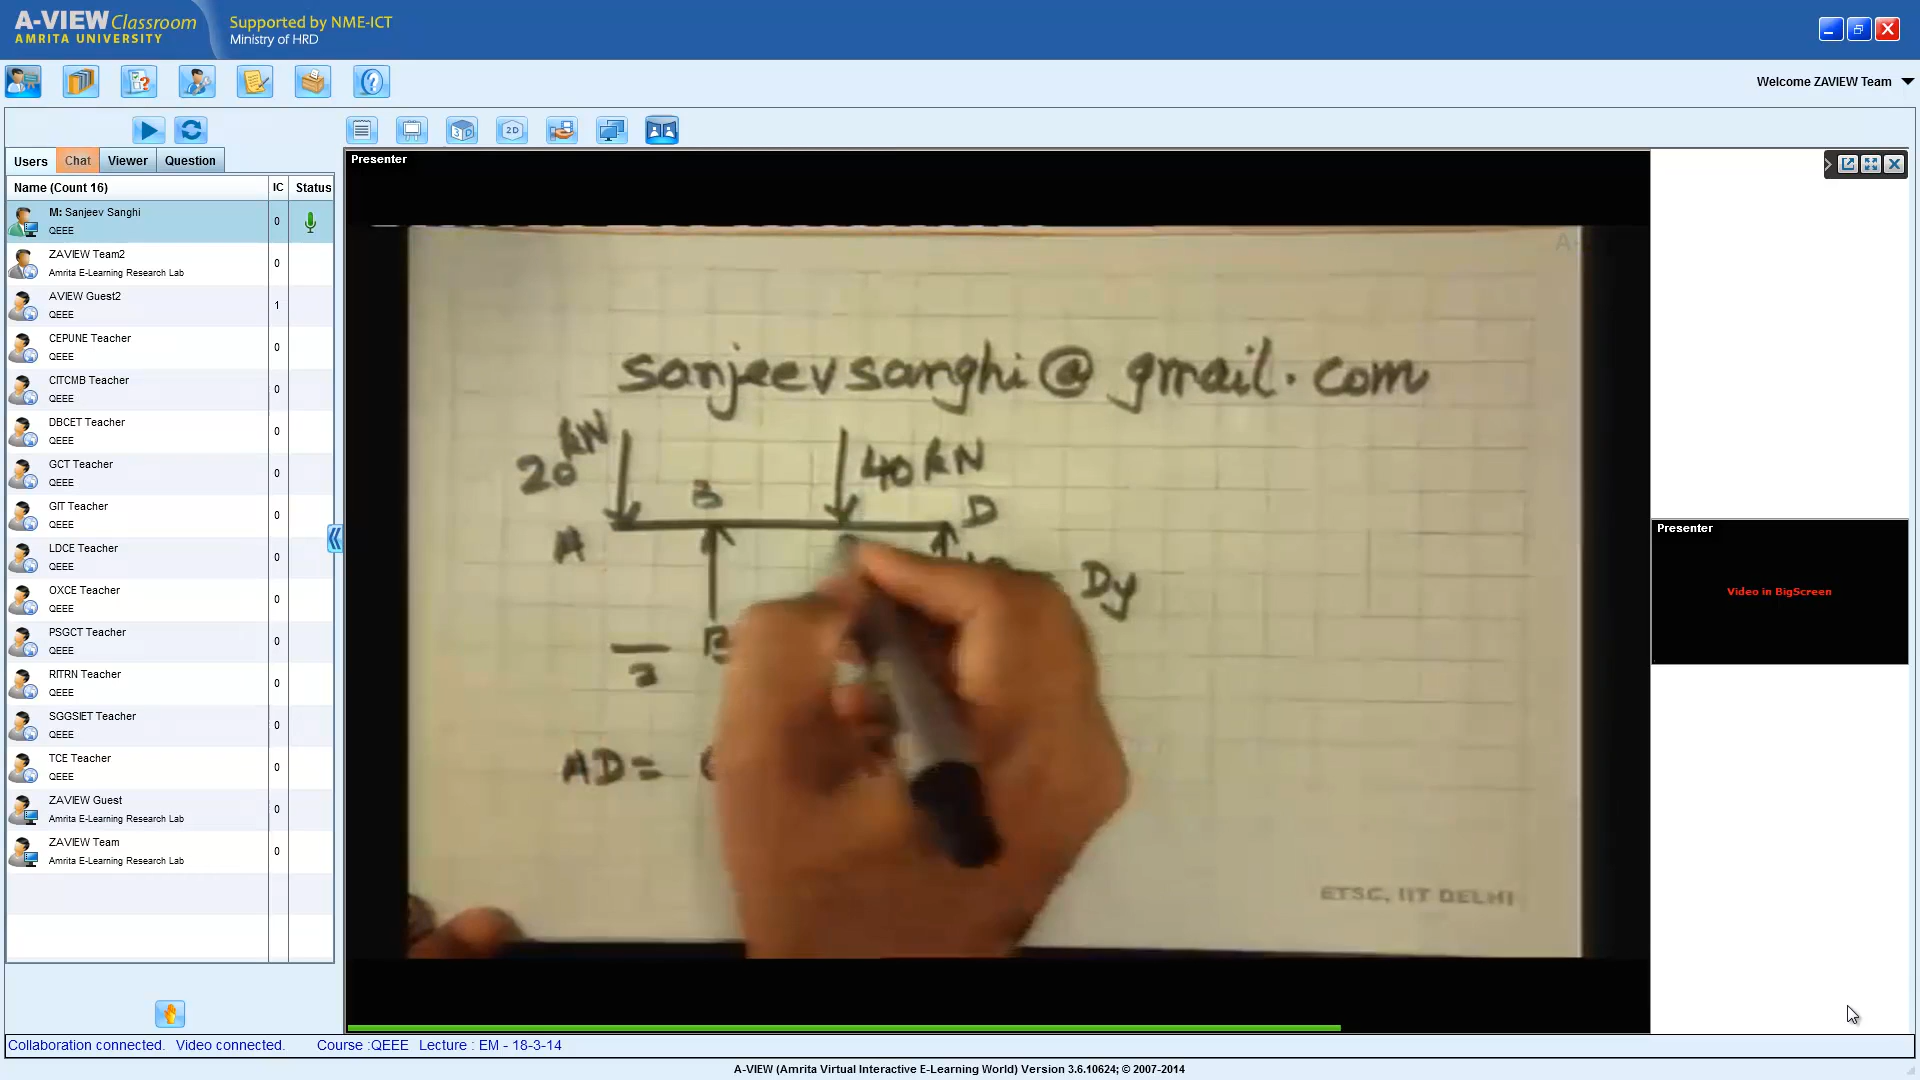 A-VIEW Classroom
AMRITA UNIVERSITY
Supported by NME-ICT
Ministry of HRD
Welcome ZAVIEW Team
3D
2D
Users Chat Viewer Question
Name (Count 16) IC Status
M: Sanjeev Sanghi
QEEE
0
ZAVIEW Team2
Amrita E-Learning Research Lab
0
AVIEW Guest2
QEEE
1
CEPUNE Teacher
QEEE
0
CITCMB Teacher
QEEE
0
DBCET Teacher
QEEE
0
GCT Teacher
QEEE
0
GIT Teacher
QEEE
0
LDCE Teacher
QEEE
0
OXCE Teacher
QEEE
0
PSGCT Teacher
QEEE
0
RITRN Teacher
QEEE
0
SGGSIET Teacher
QEEE
0
TCE Teacher
QEEE
0
ZAVIEW Guest
Amrita E-Learning Research Lab
0
ZAVIEW Team
Amrita E-Learning Research Lab
0
Presenter
A-
sanjeevsanghi@gmail.com
20 kN
40 kN
B
D
A
Dy
B
AD=
ETSC, IIT DELHI
Presenter
Video in BigScreen
Collaboration connected. Video connected. Course :QEEE Lecture : EM - 18-3-14
A-VIEW (Amrita Virtual Interactive E-Learning World) Version 3.6.10624; © 2007-2014